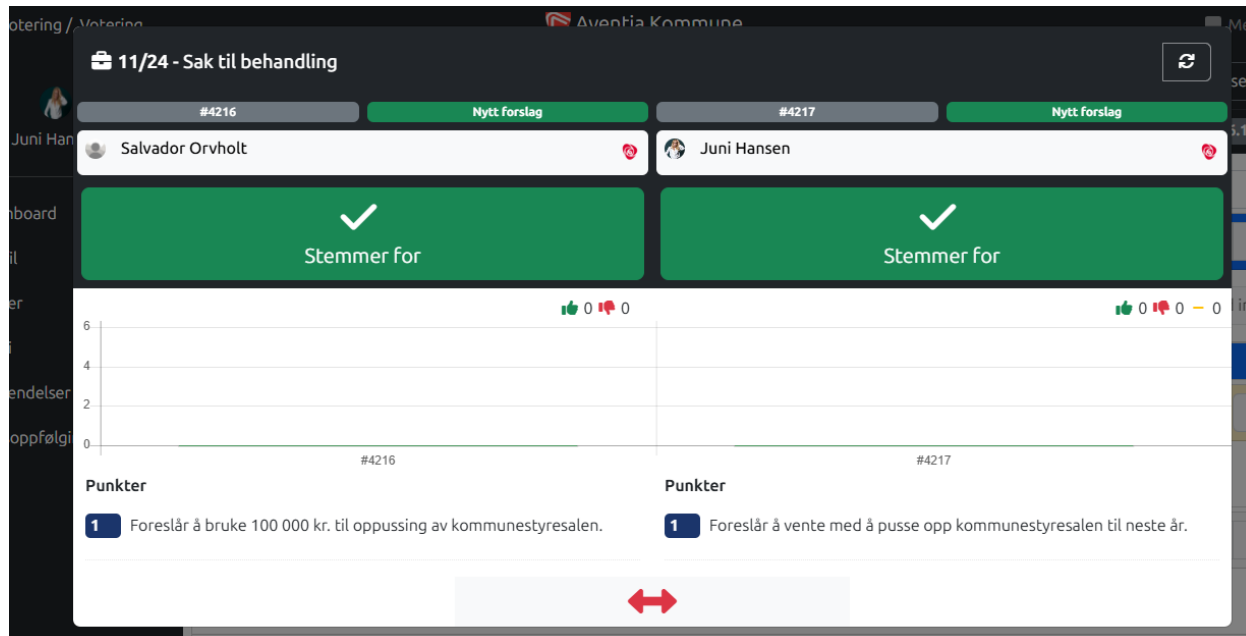 otering / Votering
Aventia Kommune
Me
11/24 - Sak til behandling
se
#4216
Nytt forslag
#4217
Nytt forslag
Juni Han
Salvador Orvholt
Juni Hansen
Stemmer for
Stemmer for
nboard
il
er
i
endelser
oppfølgi
0 0
0 0 0
6
4
2
0
#4216
#4217
Punkter
Punkter
1 Foreslår å bruke 100 000 kr. til oppussing av kommunestyresalen.
1 Foreslår å vente med å pusse opp kommunestyresalen til neste år.